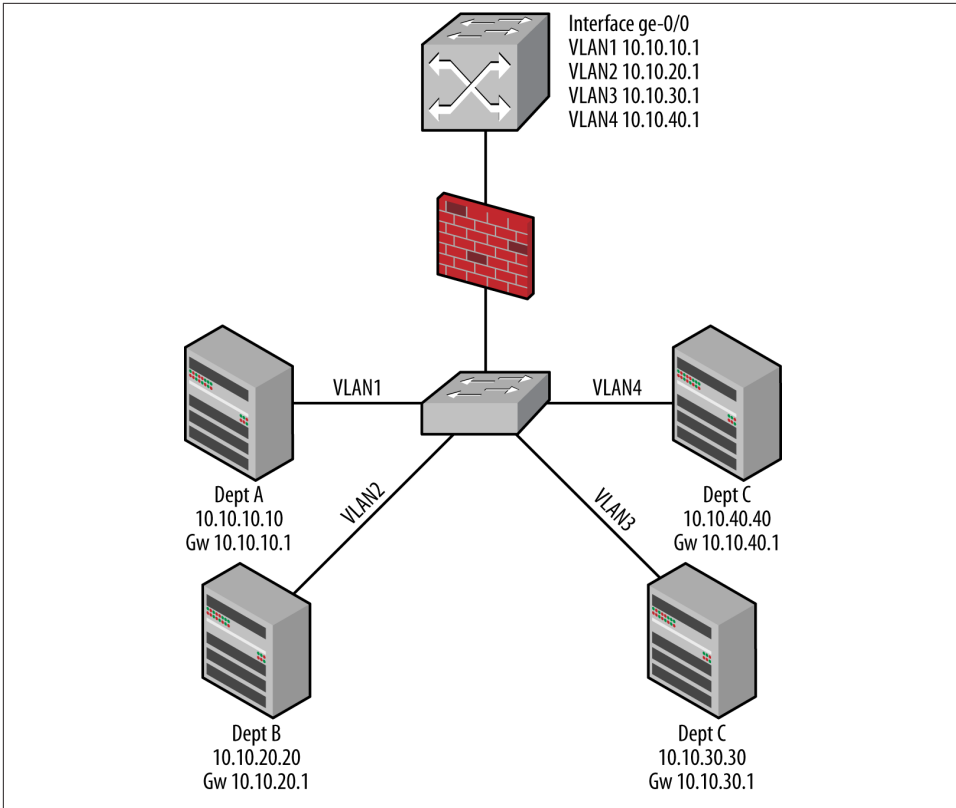 Interface ge-0/0
VLAN1 10.10.10.1
VLAN2 10.10.20.1
VLAN3 10.10.30.1
VLAN4 10.10.40.1
VLAN1
VLAN4
Dept A
10.10.10.10
Gw 10.10.10.1
VLAN2
VLAN3
Dept C
10.10.40.40
Gw 10.10.40.1
Dept B
10.10.20.20
Gw 10.10.20.1
Dept C
10.10.30.30
Gw 10.10.30.1